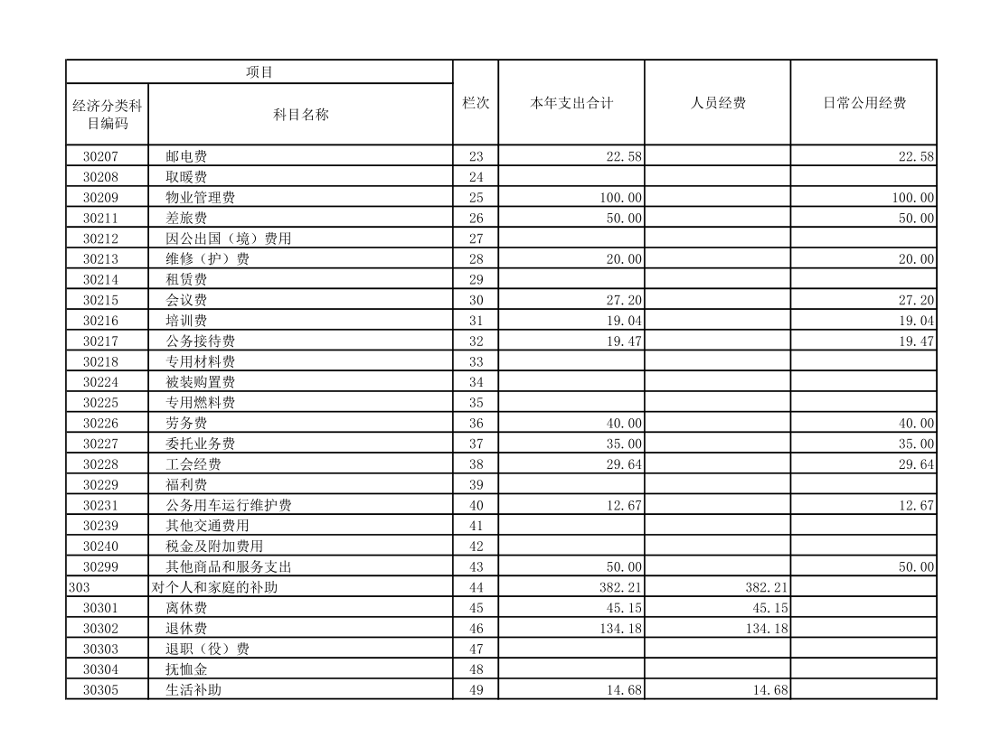 项目
经济分类科
目编码
科目名称
栏次
本年支出合计
人员经费
日常公用经费
30207 邮电费 23 22.58 22.58
30208 取暖费 24
30209 物业管理费 25 100.00 100.00
30211 差旅费 26 50.00 50.00
30212 因公出国（境）费用 27
30213 维修（护）费 28 20.00 20.00
30214 租赁费 29
30215 会议费 30 27.20 27.20
30216 培训费 31 19.04 19.04
30217 公务接待费 32 19.47 19.47
30218 专用材料费 33
30224 被装购置费 34
30225 专用燃料费 35
30226 劳务费 36 40.00 40.00
30227 委托业务费 37 35.00 35.00
30228 工会经费 38 29.64 29.64
30229 福利费 39
30231 公务用车运行维护费 40 12.67 12.67
30239 其他交通费用 41
30240 税金及附加费用 42
30299 其他商品和服务支出 43 50.00 50.00
303 对个人和家庭的补助 44 382.21 382.21
30301 离休费 45 45.15 45.15
30302 退休费 46 134.18 134.18
30303 退职（役）费 47
30304 抚恤金 48
30305 生活补助 49 14.68 14.68